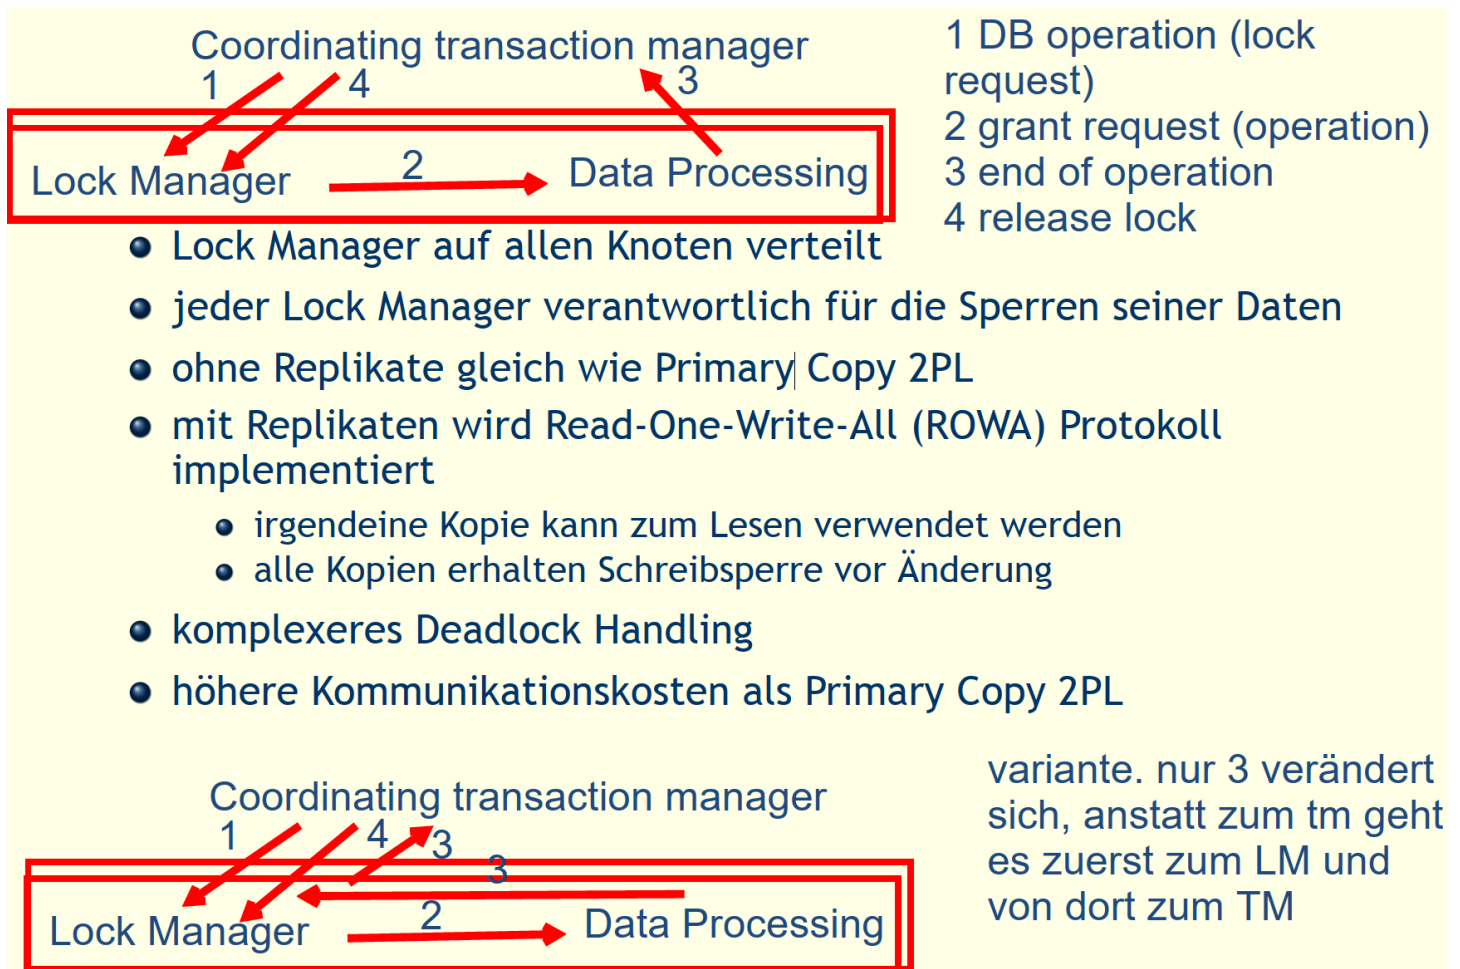 Coordinating transaction manager
1
4
3
Lock Manager
2
Data Processing
1 DB operation (lock
request)
2 grant request (operation)
3 end of operation
4 release lock
Lock Manager auf allen Knoten verteilt
jeder Lock Manager verantwortlich für die Sperren seiner Daten
ohne Replikate gleich wie Primary Copy 2PL
mit Replikaten wird Read-One-Write-All (ROWA) Protokoll
implementiert
irgendeine Kopie kann zum Lesen verwendet werden
alle Kopien erhalten Schreibsperre vor Änderung
komplexeres Deadlock Handling
höhere Kommunikationskosten als Primary Copy 2PL
Coordinating transaction manager
1
4
3
3
Lock Manager
2
Data Processing
variante. nur 3 verändert
sich, anstatt zum tm geht
es zuerst zum LM und
von dort zum TM